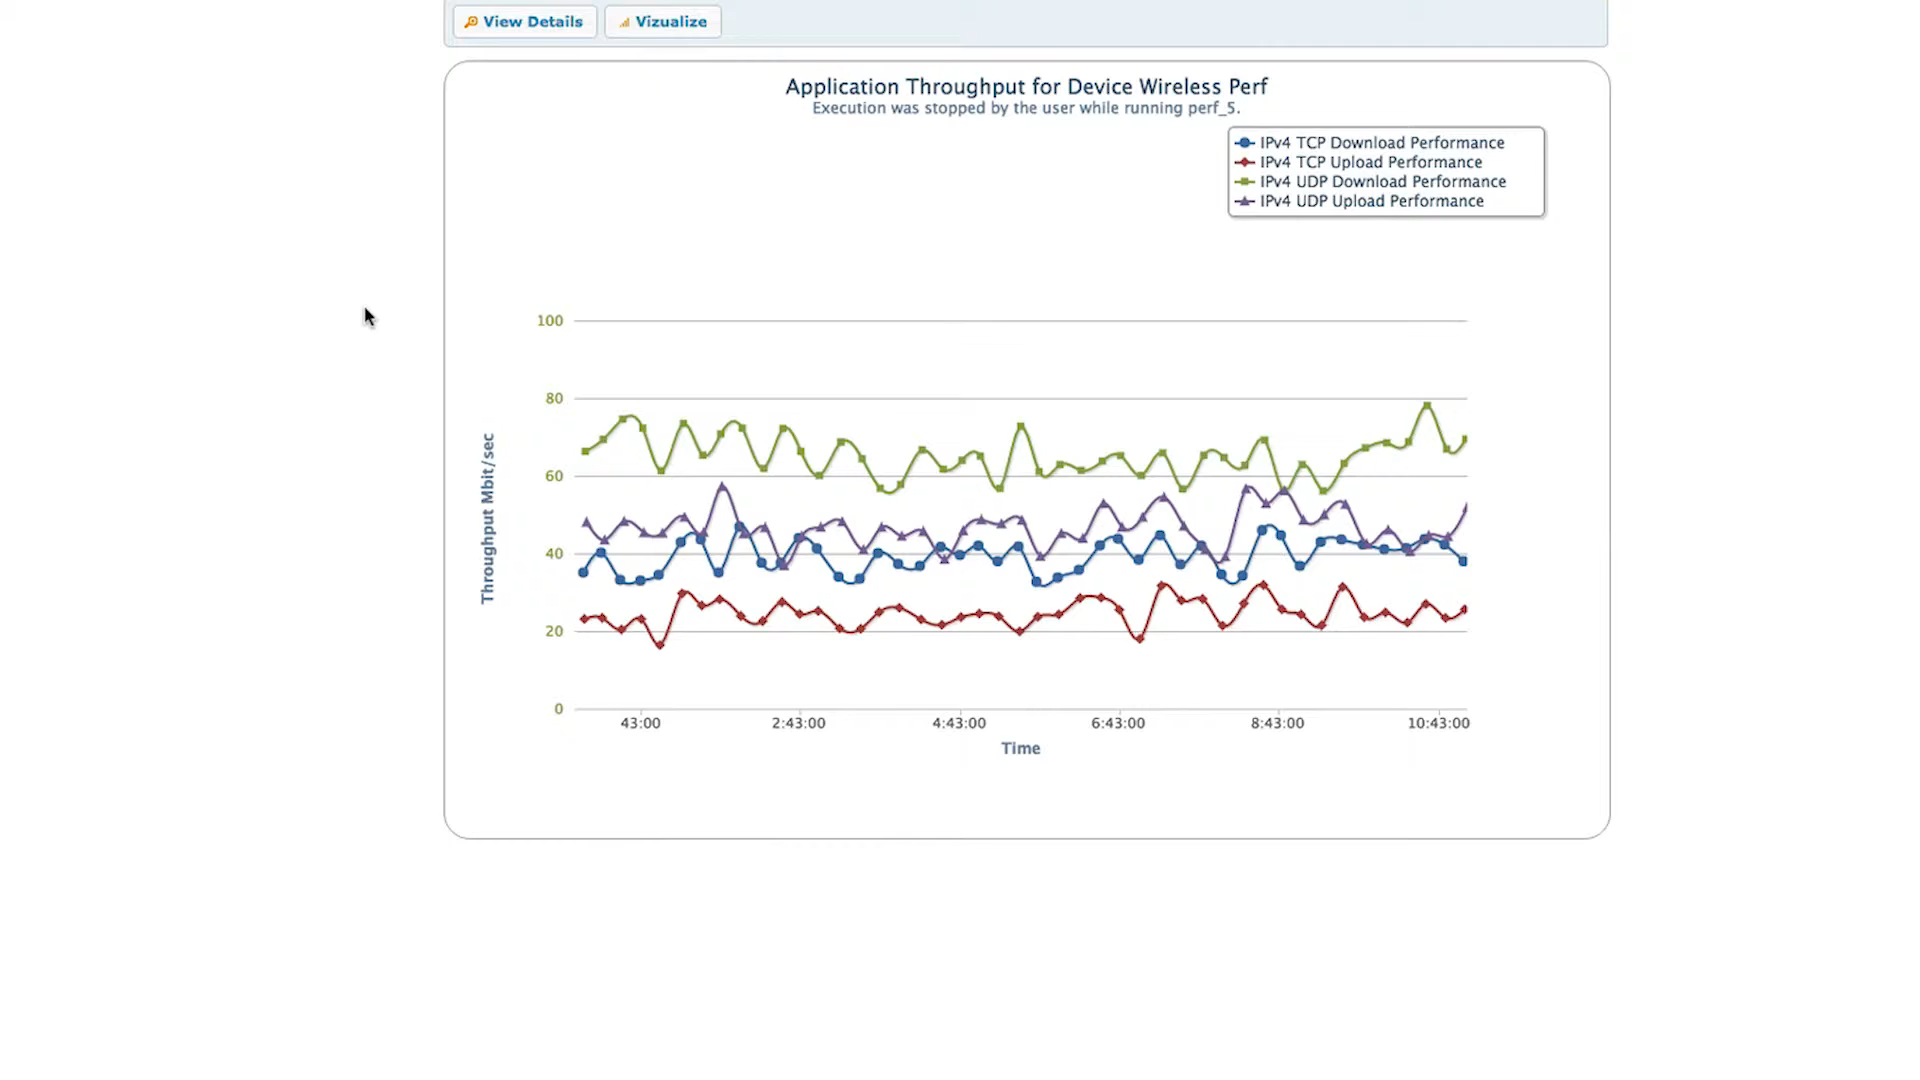 View Details
Vizualize
Application Throughput for Device Wireless Perf
Execution was stopped by the user while running perf_5.
IPv4 TCP Download Performance
IPv4 TCP Upload Performance
IPv4 UDP Download Performance
IPv4 UDP Upload Performance
Throughput Mbit/sec
100
80
60
40
20
0
43:00
2:43:00
4:43:00
6:43:00
8:43:00
10:43:00
Time